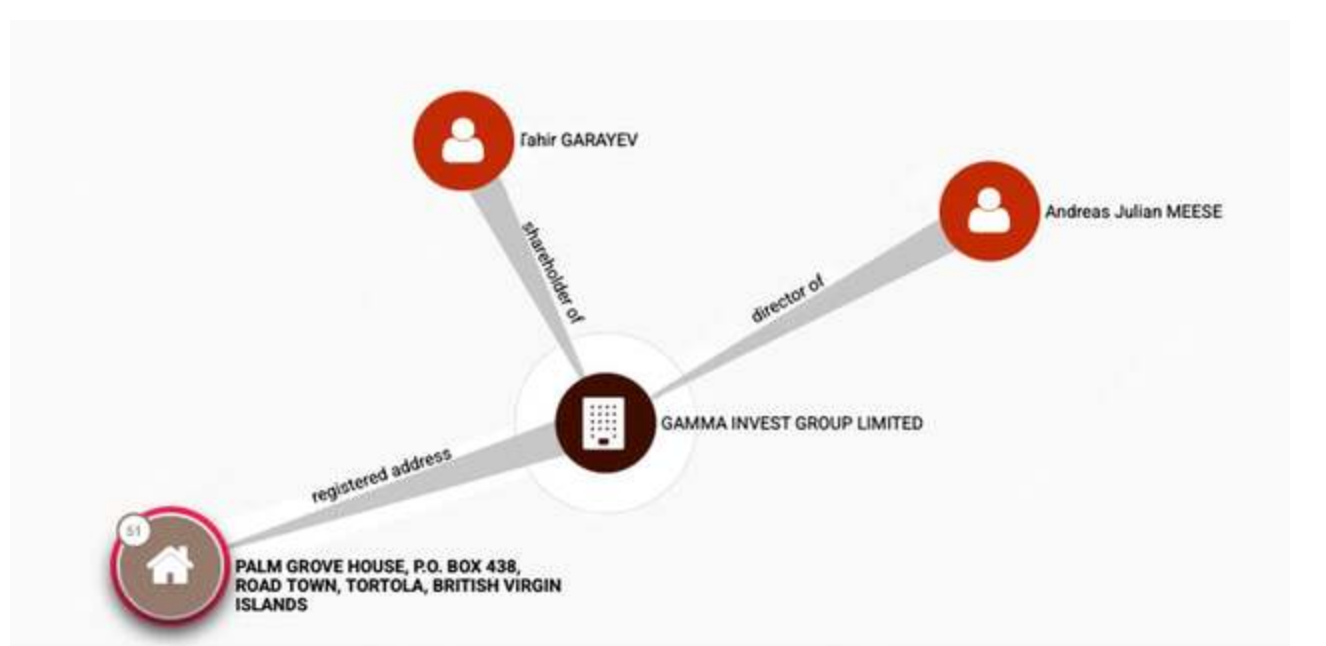 Tahir GARAYEV
Andreas Julian MEESE
shareholder of
director of
GAMMA INVEST GROUP LIMITED
registered address
51
PALM GROVE HOUSE, P.O. BOX 438,
ROAD TOWN, TORTOLA, BRITISH VIRGIN
ISLANDS